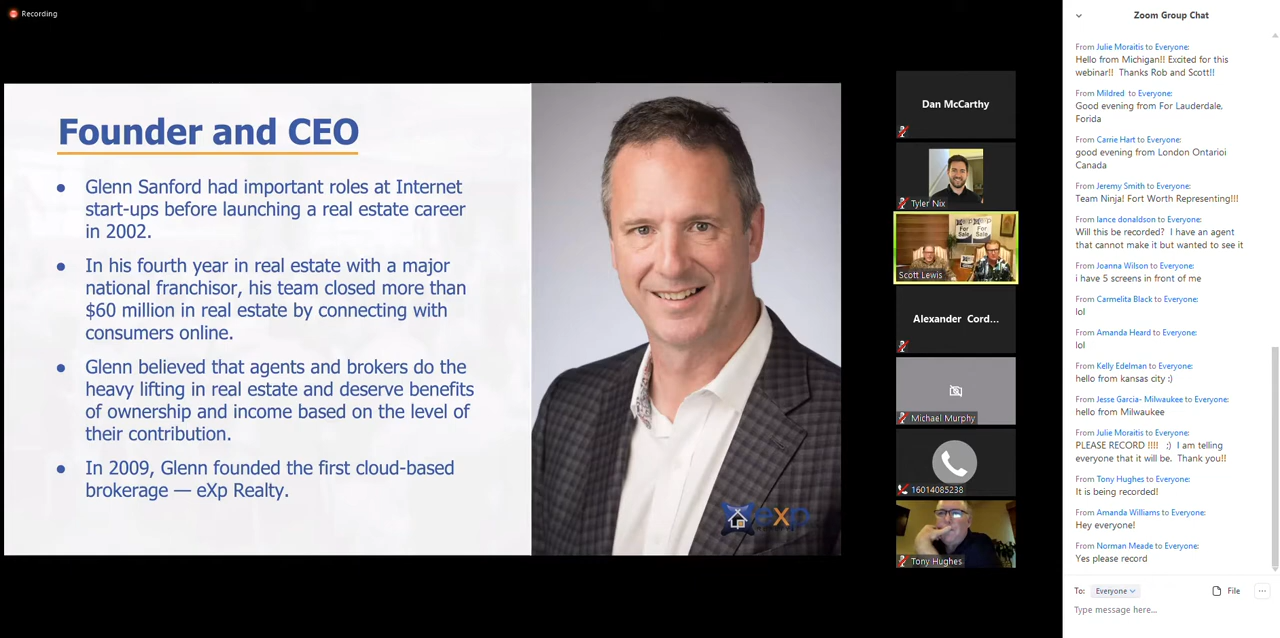 Recording
Founder and CEO
● Glenn Sanford had important roles at Internet
start-ups before launching a real estate career
in 2002.
● In his fourth year in real estate with a major
national franchisor, his team closed more than
$60 million in real estate by connecting with
consumers online.
● Glenn believed that agents and brokers do the
heavy lifting in real estate and deserve benefits
of ownership and income based on the level of
their contribution.
● In 2009, Glenn founded the first cloud-based
brokerage — eXp Realty.
eXp
Dan McCarthy
Tyler Nix
For
Sale
For
Sale
Scott Lewis
Alexander Cord...
Michael Murphy
16014085238
Tony Hughes
Zoom Group Chat
From Julie Moraitis to Everyone:
Hello from Michigan!! Excited for this
webinar!! Thanks Rob and Scott!!
From Mildred to Everyone:
Good evening from For Lauderdale,
Forida
From Carrie Hart to Everyone:
good evening from London Ontarioi
Canada
From Jeremy Smith to Everyone:
Team Ninja! Fort Worth Representing!!!
From lance donaldson to Everyone:
Will this be recorded? I have an agent
that cannot make it but wanted to see it
From Joanna Wilson to Everyone:
i have 5 screens in front of me
From Carmelita Black to Everyone:
lol
From Amanda Heard to Everyone:
lol
From Kelly Edelman to Everyone:
hello from kansas city :)
From Jesse Garcia- Milwaukee to Everyone:
hello from Milwaukee
From Julie Moraitis to Everyone:
PLEASE RECORD !!!! ;) I am telling
everyone that it will be. Thank you!!
From Tony Hughes to Everyone:
It is being recorded!
From Amanda Williams to Everyone:
Hey everyone!
From Norman Meade to Everyone:
Yes please record
To: Everyone File ...
Type message here...